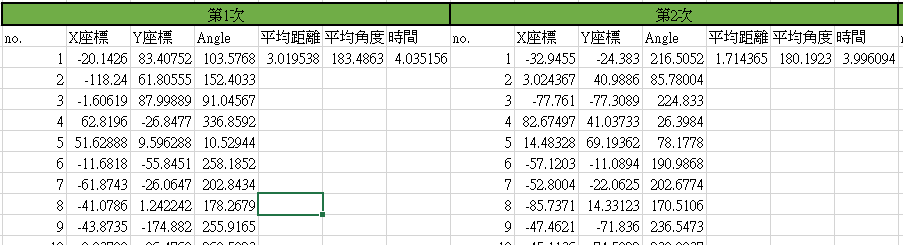 第1次 第2次
no. X座標 Y座標 Angle 平均距離 平均角度 時間 no. X座標 Y座標 Angle 平均距離 平均角度 時間
1 -20.1426 83.40752 103.5768 3.019538 183.4863 4.035156 1 -32.9455 -24.383 216.5052 1.714365 180.1923 3.996094
2 -118.24 61.80555 152.4033 2 3.024367 40.9886 85.78004
3 -1.60619 87.99889 91.04567 3 -77.761 -77.3089 224.833
4 62.8196 -26.8477 336.8592 4 82.67497 41.03733 26.3984
5 51.62888 9.596288 10.52944 5 14.48328 69.19362 78.1778
6 -11.6818 -55.8451 258.1852 6 -57.1203 -11.0894 190.9868
7 -61.8743 -26.0647 202.8434 7 -52.8004 -22.0625 202.6774
8 -41.0786 1.242242 178.2679 8 -85.7371 14.33123 170.5106
9 -43.8735 -174.882 255.9165 9 -47.4621 -71.836 236.5473